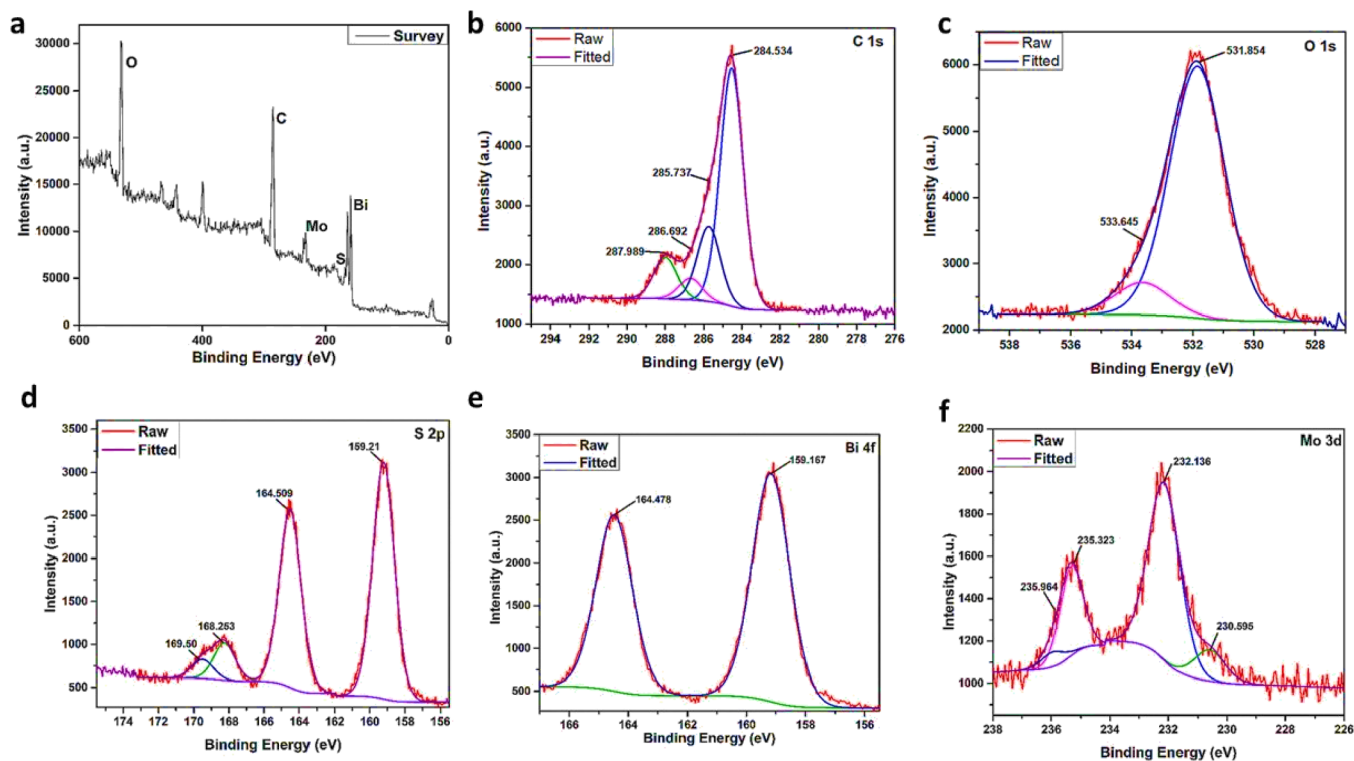 a
Survey
O
C
Mo
S
Bi
30000
25000
20000
15000
10000
5000
0
600
400
200
0
Intensity (a.u.)
Binding Energy (eV)
b
Raw
Fitted
C 1s
284.534
285.737
286.692
287.989
6000
5000
4000
3000
2000
1000
294 292 290 288 286 284 282 280 278 276
Intensity (a.u.)
Binding Energy (eV)
c
Raw
Fitted
O 1s
531.854
533.645
6000
5000
4000
3000
2000
538 536 534 532 530 528
Intensity (a.u.)
Binding Energy (eV)
d
Raw
Fitted
S 2p
159.21
164.509
168.253
169.50
3500
3000
2500
2000
1500
1000
500
174 172 170 168 166 164 162 160 158 156
Intensity (a.u.)
Binding Energy (eV)
e
Raw
Fitted
Bi 4f
159.167
164.478
3500
3000
2500
2000
1500
1000
500
166 164 162 160 158 156
Intensity (a.u.)
Binding Energy (eV)
f
Raw
Fitted
Mo 3d
232.136
235.323
235.964
230.595
2200
2000
1800
1600
1400
1200
1000
238 236 234 232 230 228 226
Intensity (a.u.)
Binding Energy (eV)